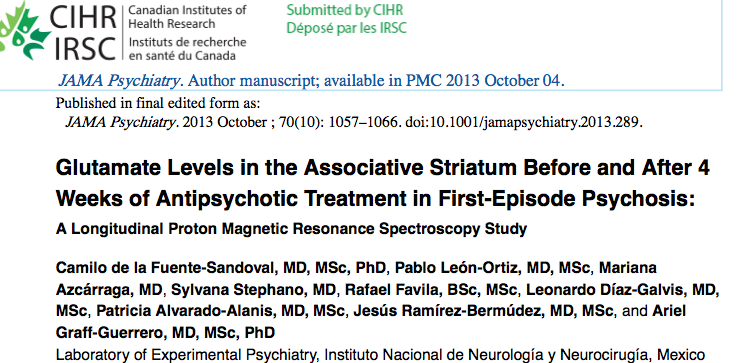 CIHR Canadian Institutes of
Health Research
IRSC Instituts de recherche
en santé du Canada
Submitted by CIHR
Déposé par les IRSC
JAMA Psychiatry. Author manuscript; available in PMC 2013 October 04.
Published in final edited form as:
JAMA Psychiatry. 2013 October ; 70(10): 1057–1066. doi:10.1001/jamapsychiatry.2013.289.
Glutamate Levels in the Associative Striatum Before and After 4
Weeks of Antipsychotic Treatment in First-Episode Psychosis:
A Longitudinal Proton Magnetic Resonance Spectroscopy Study
Camilo de la Fuente-Sandoval, MD, MSc, PhD, Pablo León-Ortiz, MD, MSc, Mariana
Azcárraga, MD, Sylvana Stephano, MD, Rafael Favila, BSc, MSc, Leonardo Díaz-Galvis, MD,
MSc, Patricia Alvarado-Alanis, MD, MSc, Jesús Ramírez-Bermúdez, MD, MSc, and Ariel
Graff-Guerrero, MD, MSc, PhD
Laboratory of Experimental Psychiatry, Instituto Nacional de Neurología y Neurocirugía, Mexico